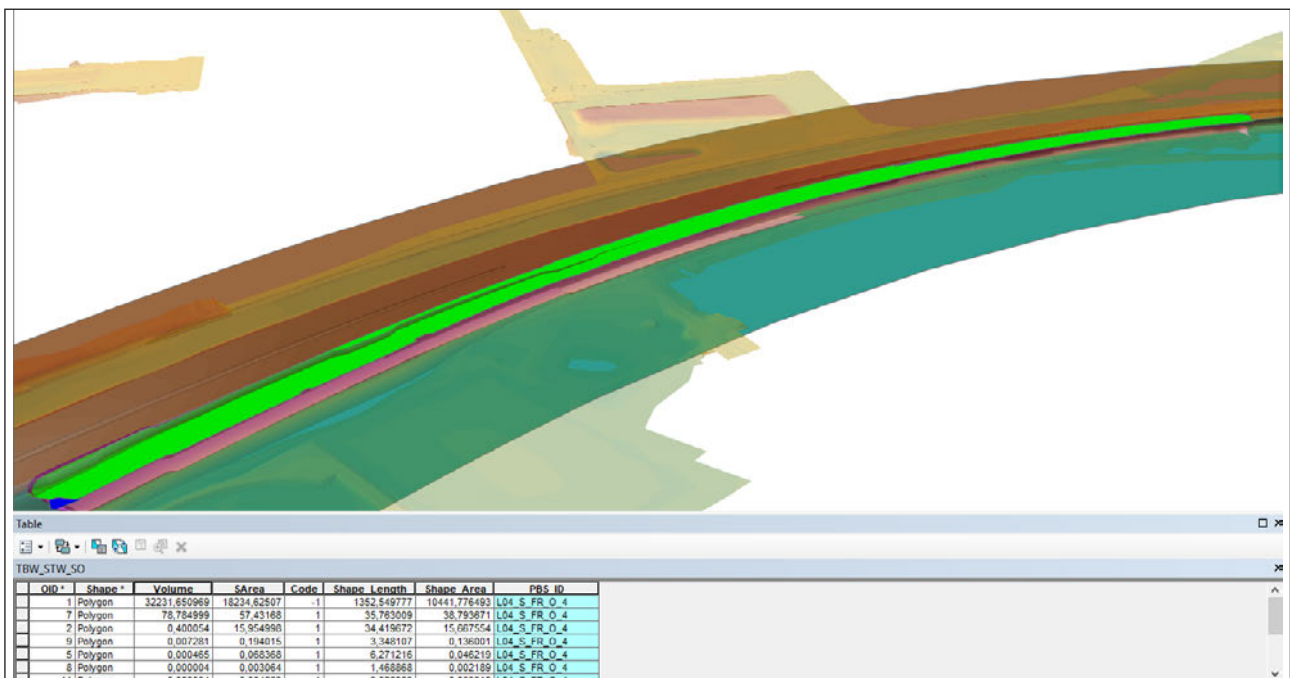 Table
TBW_STW_SO
OID * Shape * Volume SArea Code Shape_Length Shape_Area PBS_ID
1 Polygon 32231,650969 18234,62507 -1 1352,549777 10441,776493 L04_S_FR_O_4
7 Polygon 78,784999 57,43168 1 35,763009 38,793671 L04_S_FR_O_4
2 Polygon 0,400054 15,954998 1 34,419672 15,667554 L04_S_FR_O_4
9 Polygon 0,007281 0,194015 1 3,348107 0,136001 L04_S_FR_O_4
5 Polygon 0,000465 0,068368 1 6,271216 0,046219 L04_S_FR_O_4
8 Polygon 0,000004 0,003064 1 1,468868 0,002189 L04_S_FR_O_4